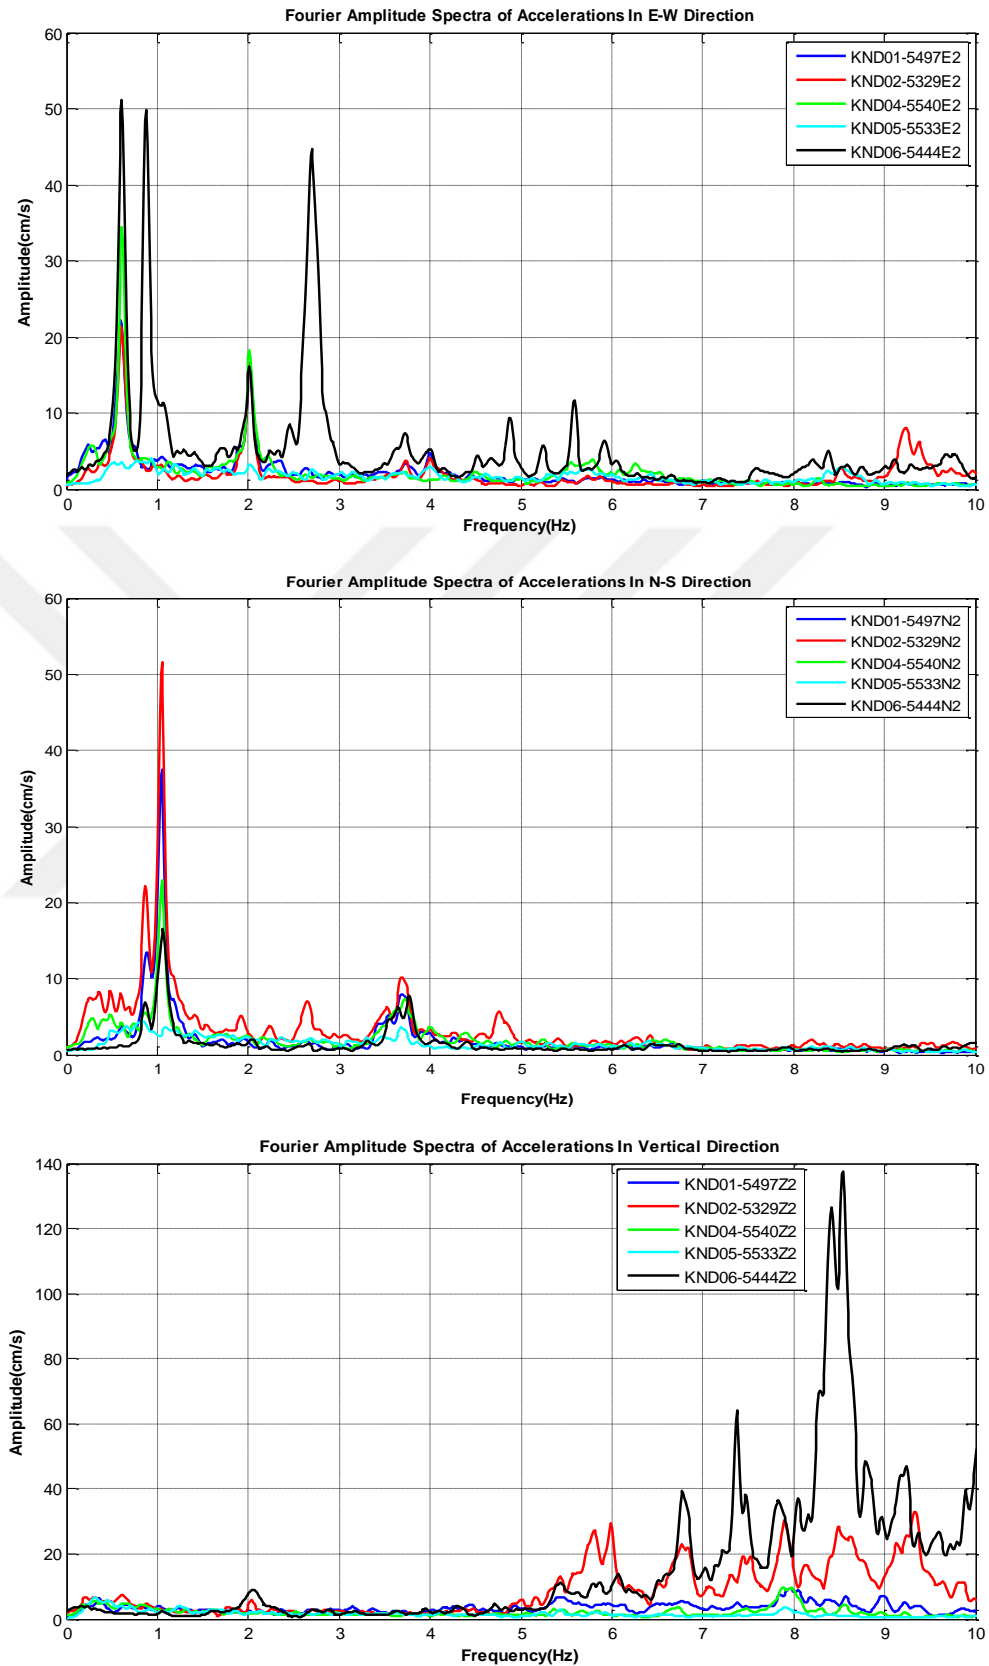 Fourier Amplitude Spectra of Accelerations In E-W Direction
60
50
40
30
20
10
0
Amplitude(cm/s)
KND01-5497E2
KND02-5329E2
KND04-5540E2
KND05-5533E2
KND06-5444E2
0 1 2 3 4 5 6 7 8 9 10
Frequency(Hz)
Fourier Amplitude Spectra of Accelerations In N-S Direction
60
50
40
30
20
10
0
Amplitude(cm/s)
KND01-5497N2
KND02-5329N2
KND04-5540N2
KND05-5533N2
KND06-5444N2
0 1 2 3 4 5 6 7 8 9 10
Frequency(Hz)
Fourier Amplitude Spectra of Accelerations In Vertical Direction
140
120
100
80
60
40
20
0
Amplitude(cm/s)
KND01-5497Z2
KND02-5329Z2
KND04-5540Z2
KND05-5533Z2
KND06-5444Z2
0 1 2 3 4 5 6 7 8 9 10
Frequency(Hz)